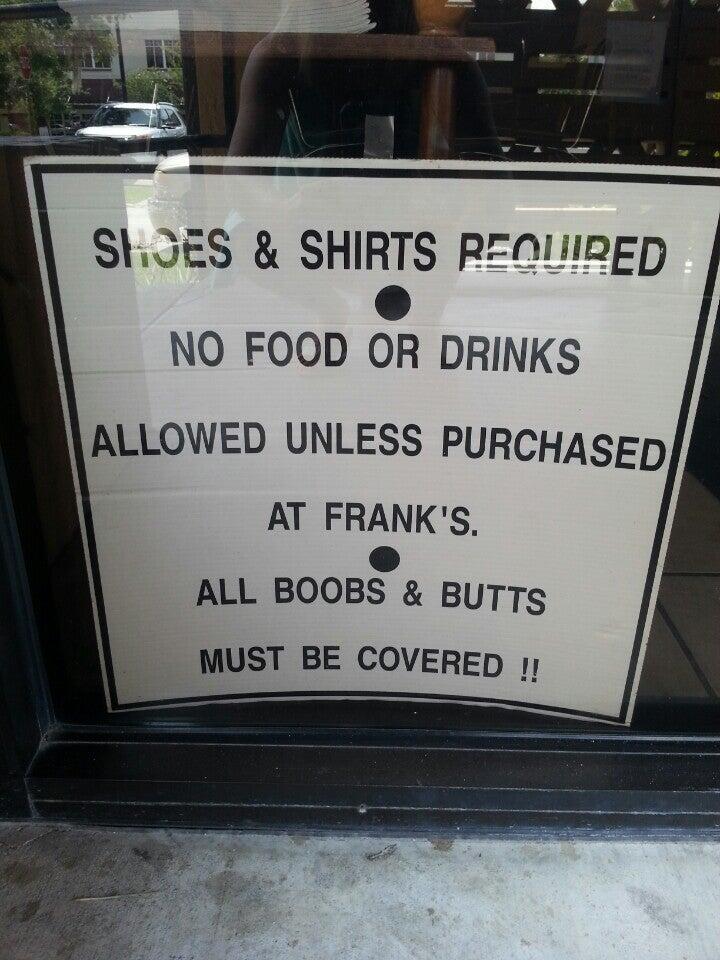 SHOES & SHIRTS REQUIRED
NO FOOD OR DRINKS
ALLOWED UNLESS PURCHASED
AT FRANK'S.
ALL BOOBS & BUTTS
MUST BE COVERED !!